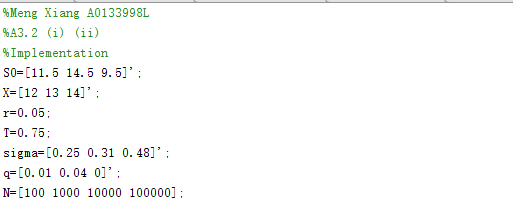 %Meng Xiang A0133998L
%A3.2 (i) (ii)
%Implementation
S0=[11.5 14.5 9.5]';
X=[12 13 14]';
r=0.05;
T=0.75;
sigma=[0.25 0.31 0.48]';
q=[0.01 0.04 0]';
N=[100 1000 10000 100000];